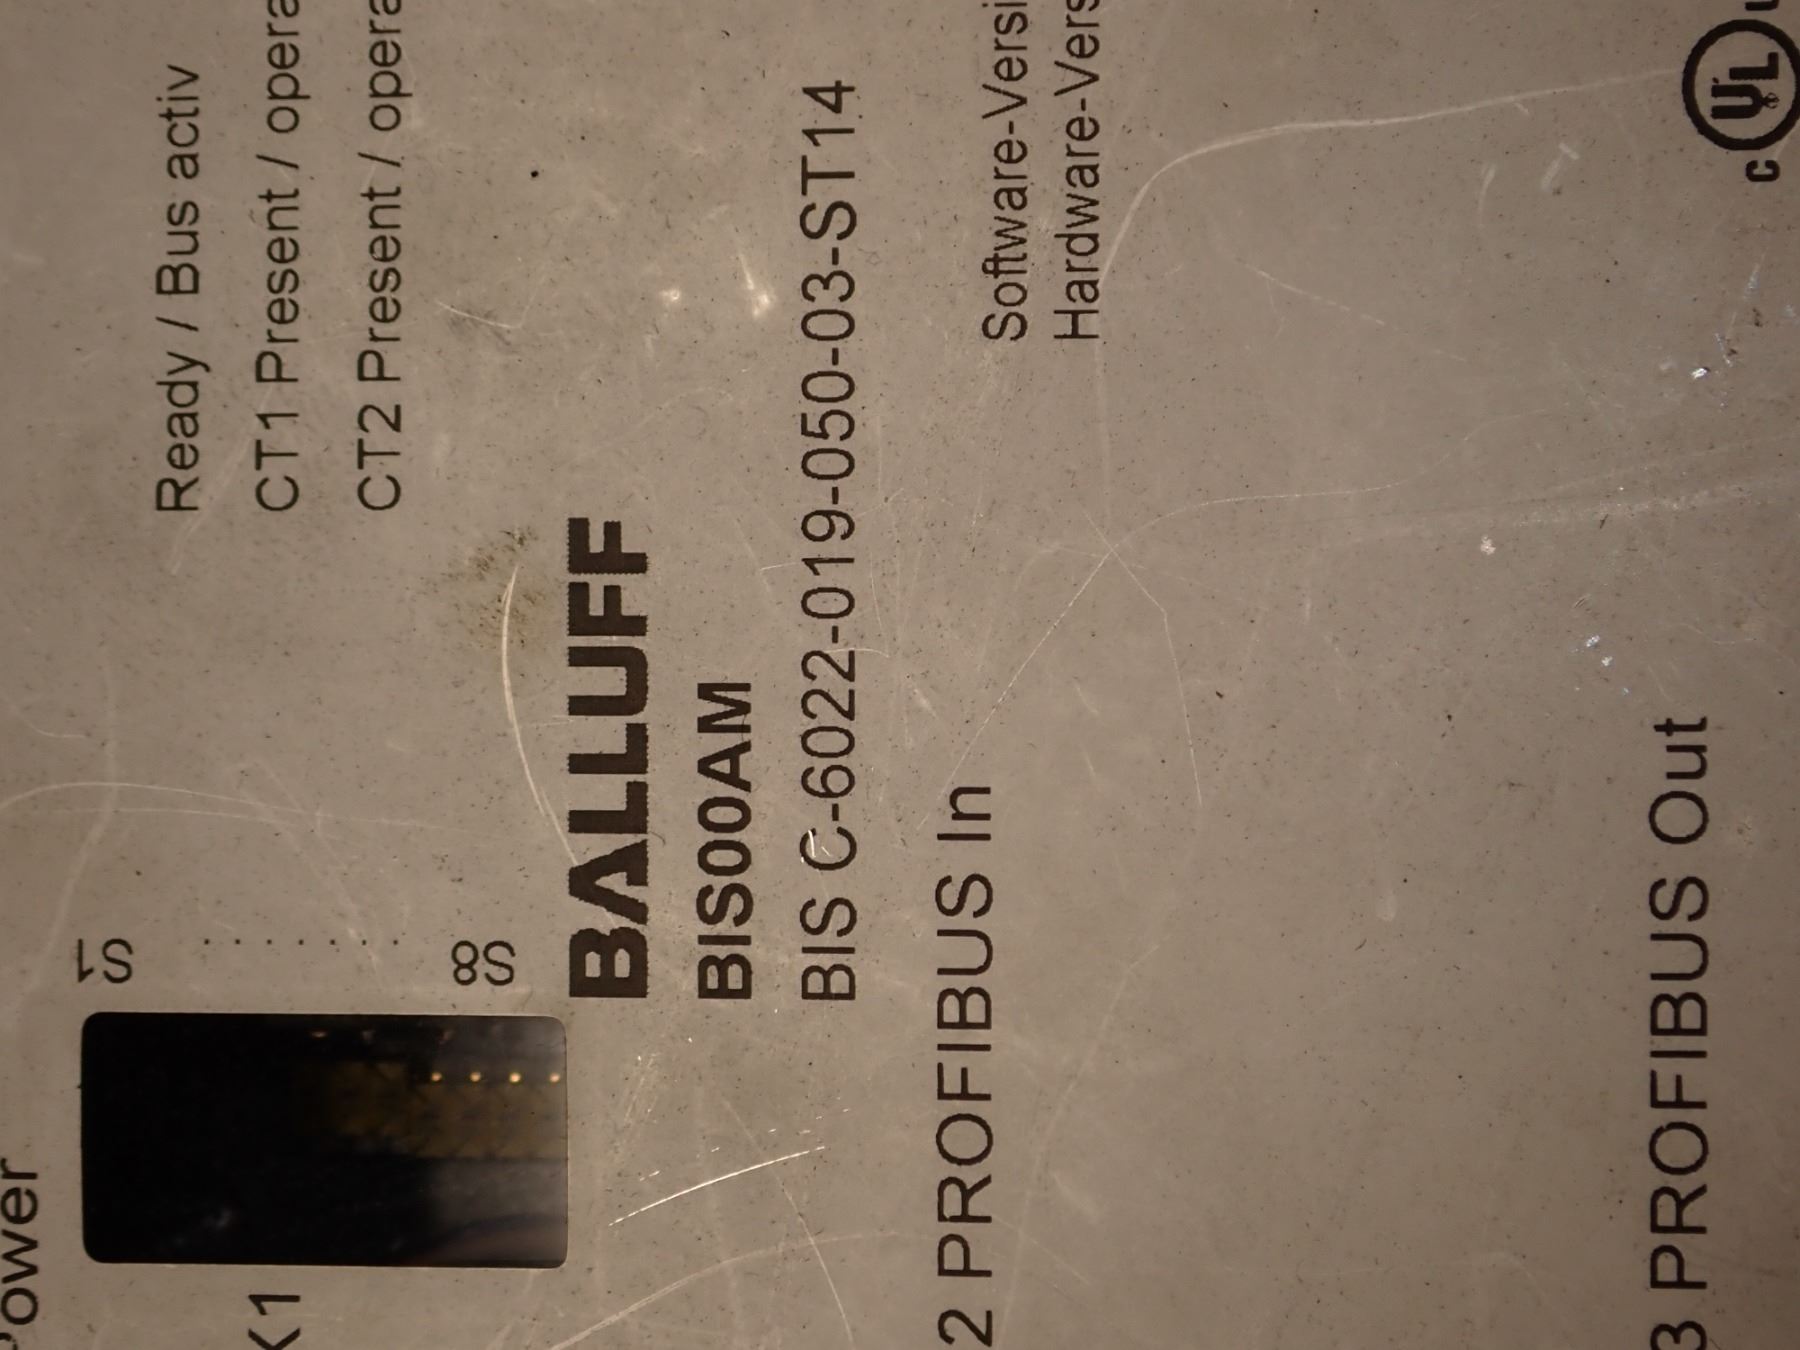 Ready / Bus activ
CT1 Present / opera
CT2 Present / opera
S1
S8
BALLUFF
BIS00AM
BIS C-6022-019-050-03-ST14
Power
X1
2 PROFIBUS In
Software-Versi
Hardware-Vers
3 PROFIBUS Out
c UL u